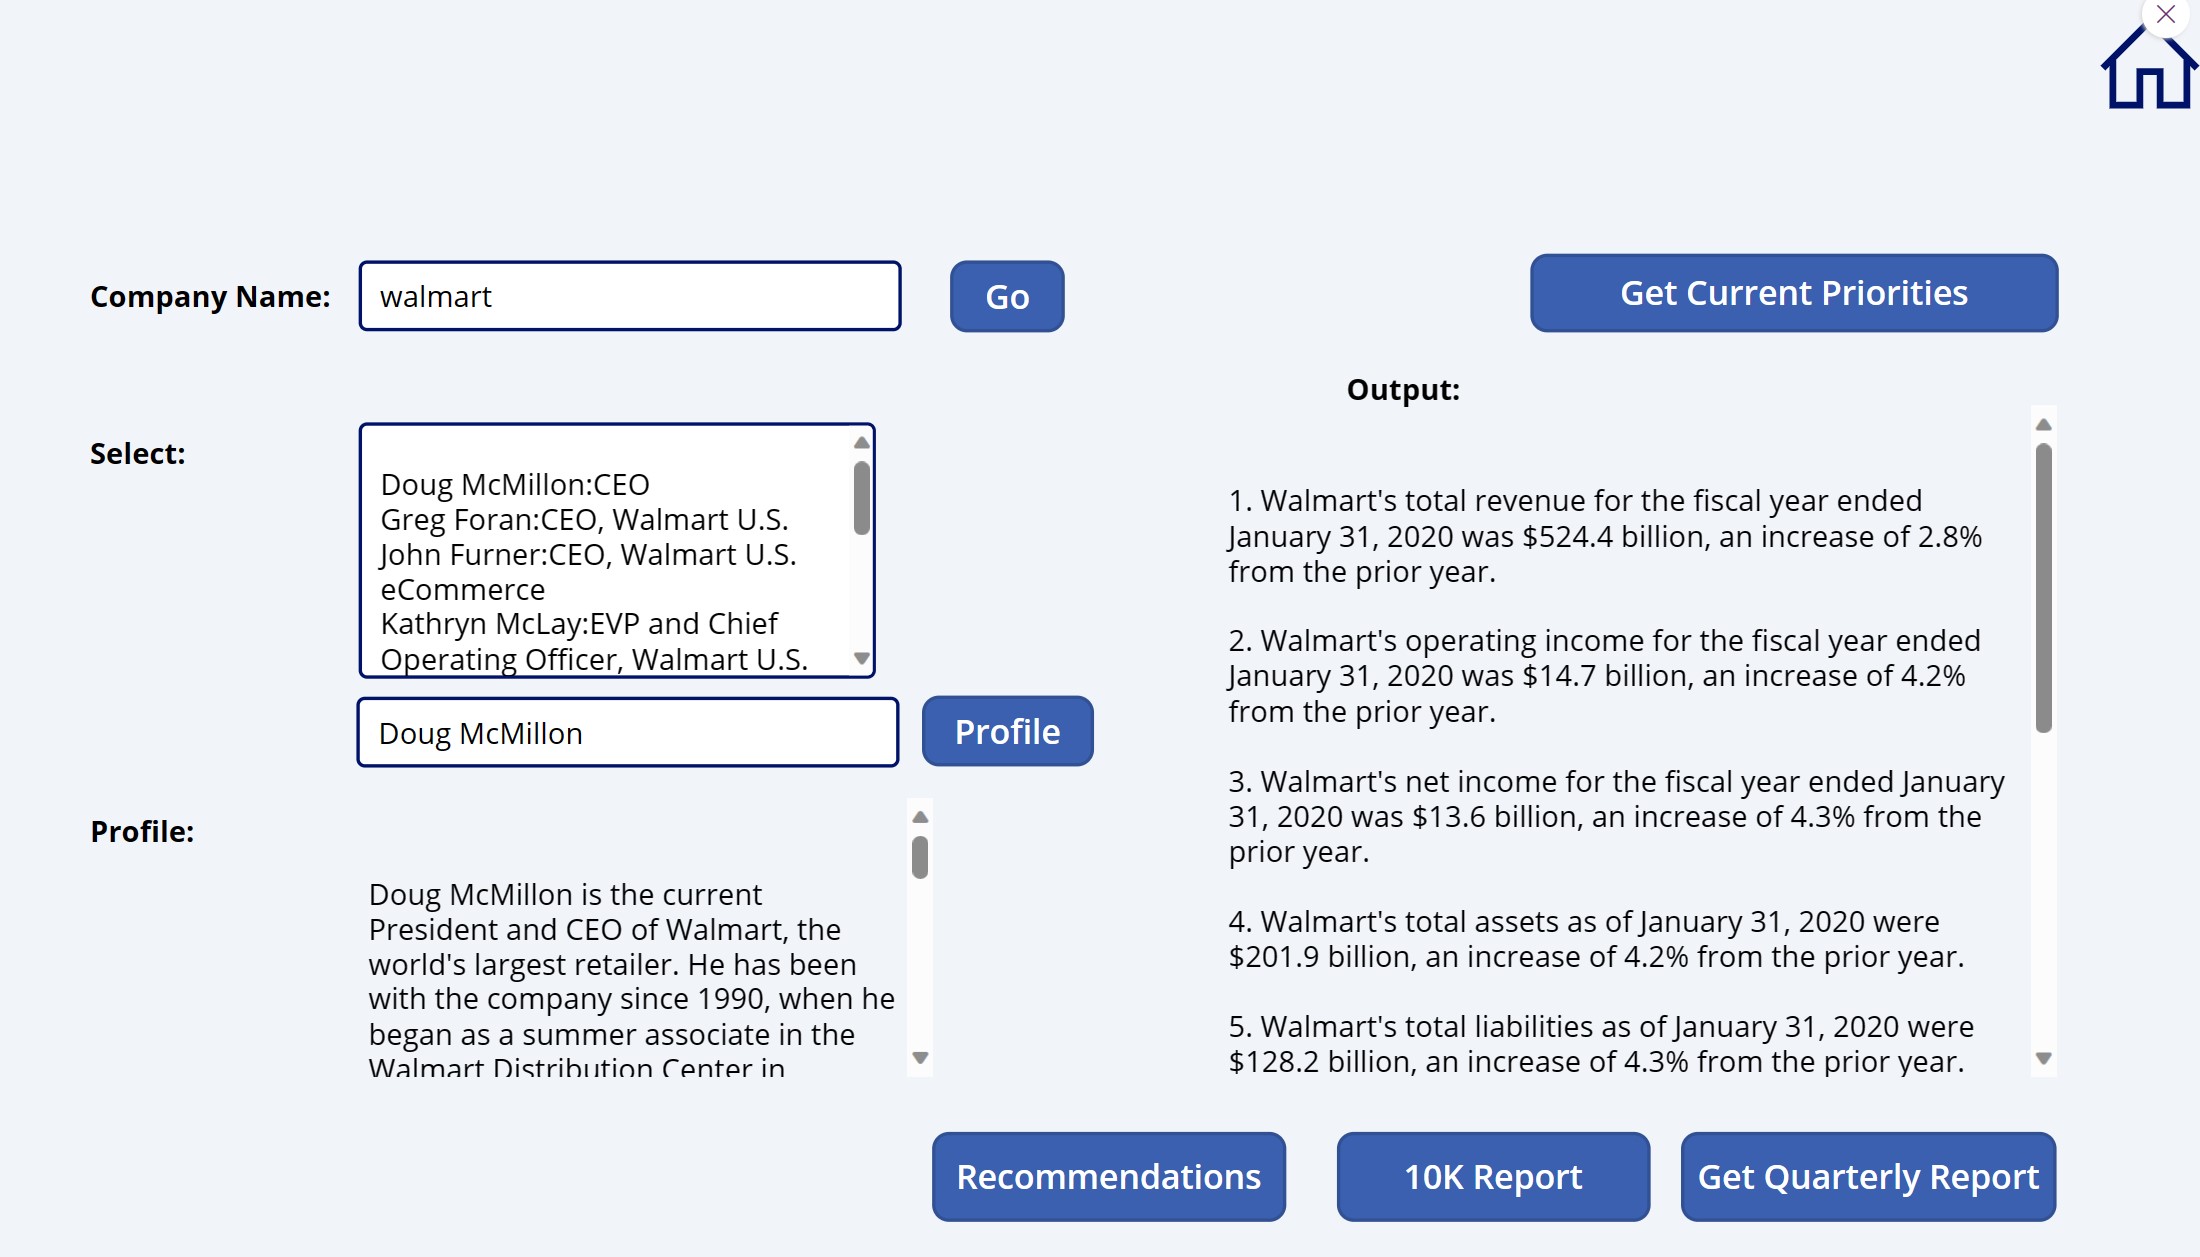 Company Name:
walmart
Go
Get Current Priorities
Select:
Doug McMillon:CEO
Greg Foran:CEO, Walmart U.S.
John Furner:CEO, Walmart U.S.
eCommerce
Kathryn McLay:EVP and Chief
Operating Officer, Walmart U.S.
Doug McMillon
Profile
Profile:
Doug McMillon is the current
President and CEO of Walmart, the
world's largest retailer. He has been
with the company since 1990, when he
began as a summer associate in the
Walmart Distribution Center in
Output:
1. Walmart's total revenue for the fiscal year ended
January 31, 2020 was $524.4 billion, an increase of 2.8%
from the prior year.
2. Walmart's operating income for the fiscal year ended
January 31, 2020 was $14.7 billion, an increase of 4.2%
from the prior year.
3. Walmart's net income for the fiscal year ended January
31, 2020 was $13.6 billion, an increase of 4.3% from the
prior year.
4. Walmart's total assets as of January 31, 2020 were
$201.9 billion, an increase of 4.2% from the prior year.
5. Walmart's total liabilities as of January 31, 2020 were
$128.2 billion, an increase of 4.3% from the prior year.
Recommendations
10K Report
Get Quarterly Report